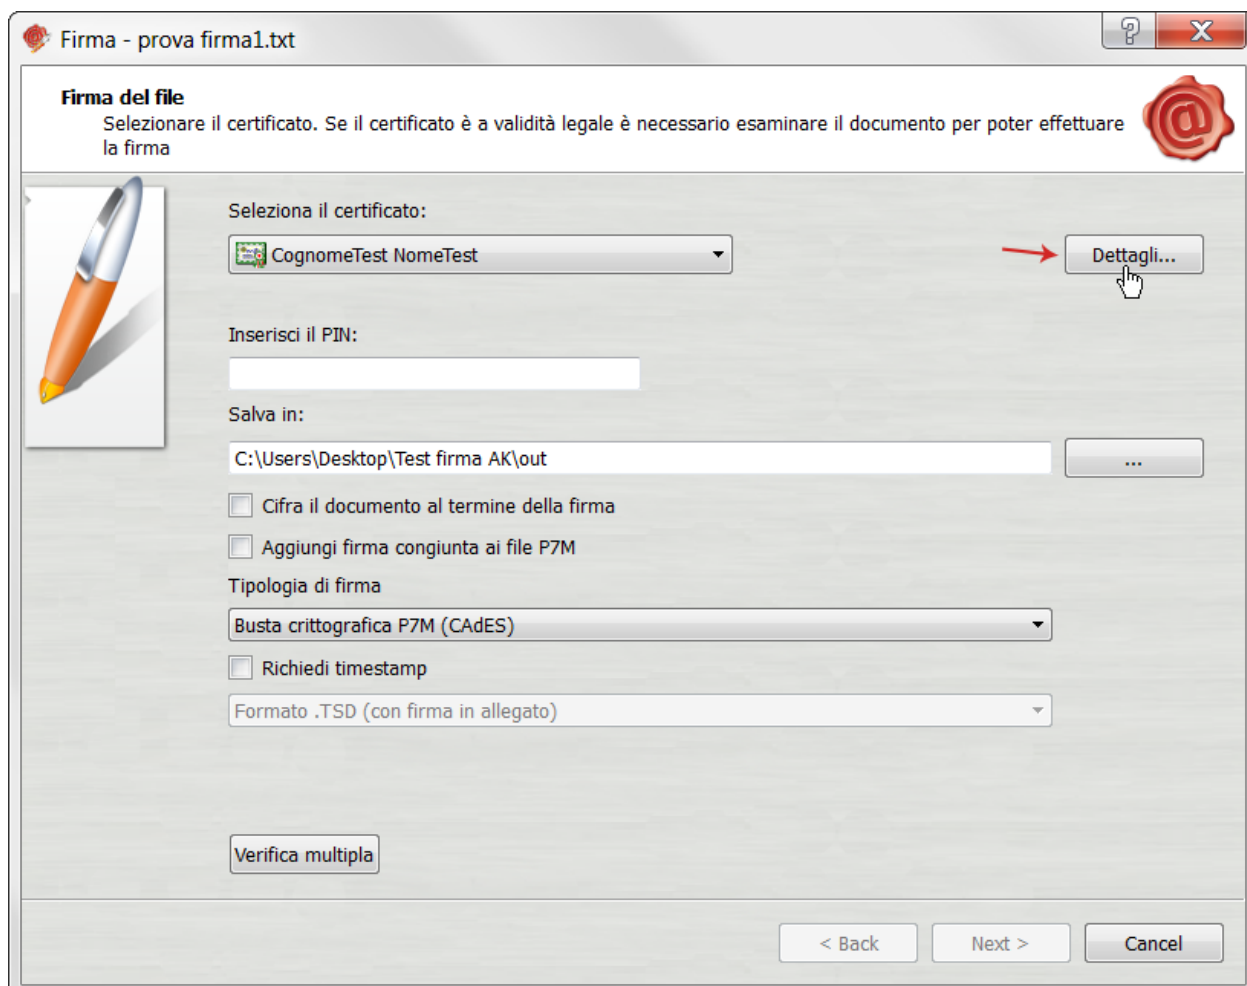 Firma - prova firma1.txt
?
X
Firma del file
Selezionare il certificato. Se il certificato è a validità legale è necessario esaminare il documento per poter effettuare
la firma
@
Seleziona il certificato:
CognomeTest NomeTest
Dettagli...
Inserisci il PIN:
Salva in:
C:\Users\Desktop\Test firma AK\out
...
Cifra il documento al termine della firma
Aggiungi firma congiunta ai file P7M
Tipologia di firma
Busta crittografica P7M (CAdES)
Richiedi timestamp
Formato .TSD (con firma in allegato)
Verifica multipla
< Back
Next >
Cancel